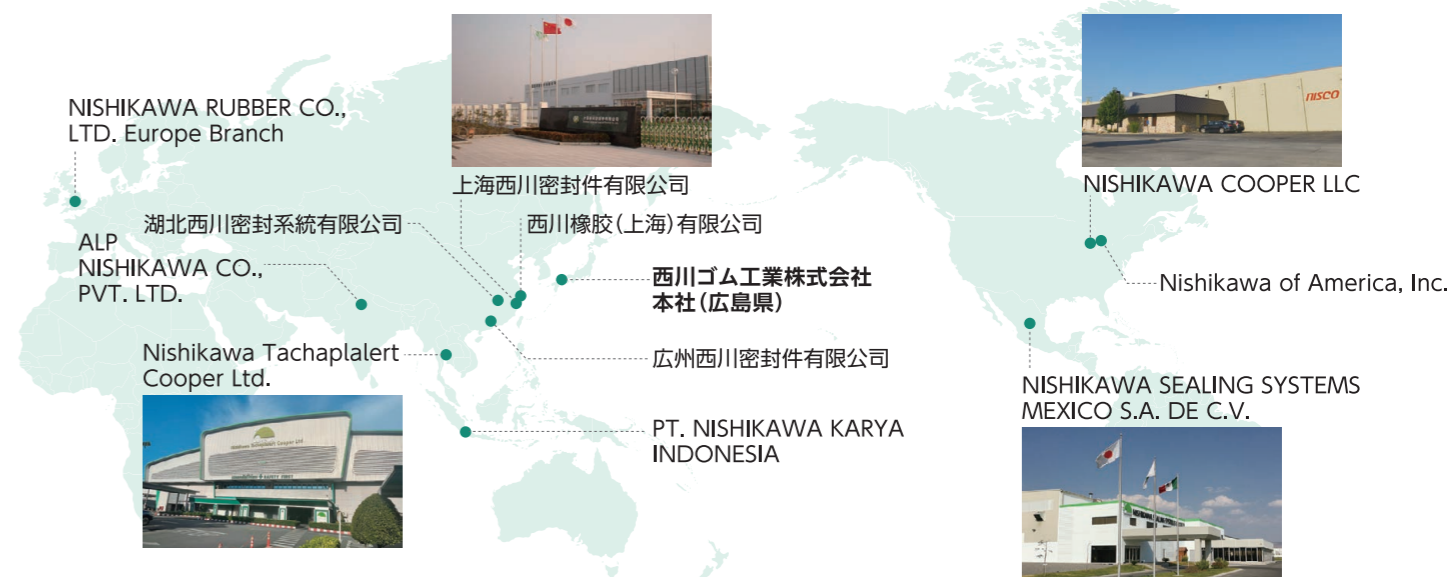 NISHIKAWA RUBBER CO.,
LTD. Europe Branch
上海西川密封件有限公司
湖北西川密封系統有限公司
西川橡胶(上海)有限公司
ALP
NISHIKAWA CO.,
PVT. LTD.
西川ゴム工業株式会社
本社(広島県)
Nishikawa Tachaplalert
Cooper Ltd.
広州西川密封件有限公司
PT. NISHIKAWA KARYA
INDONESIA
NISCO
NISHIKAWA COOPER LLC
Nishikawa of America, Inc.
NISHIKAWA SEALING SYSTEMS
MEXICO S.A. DE C.V.